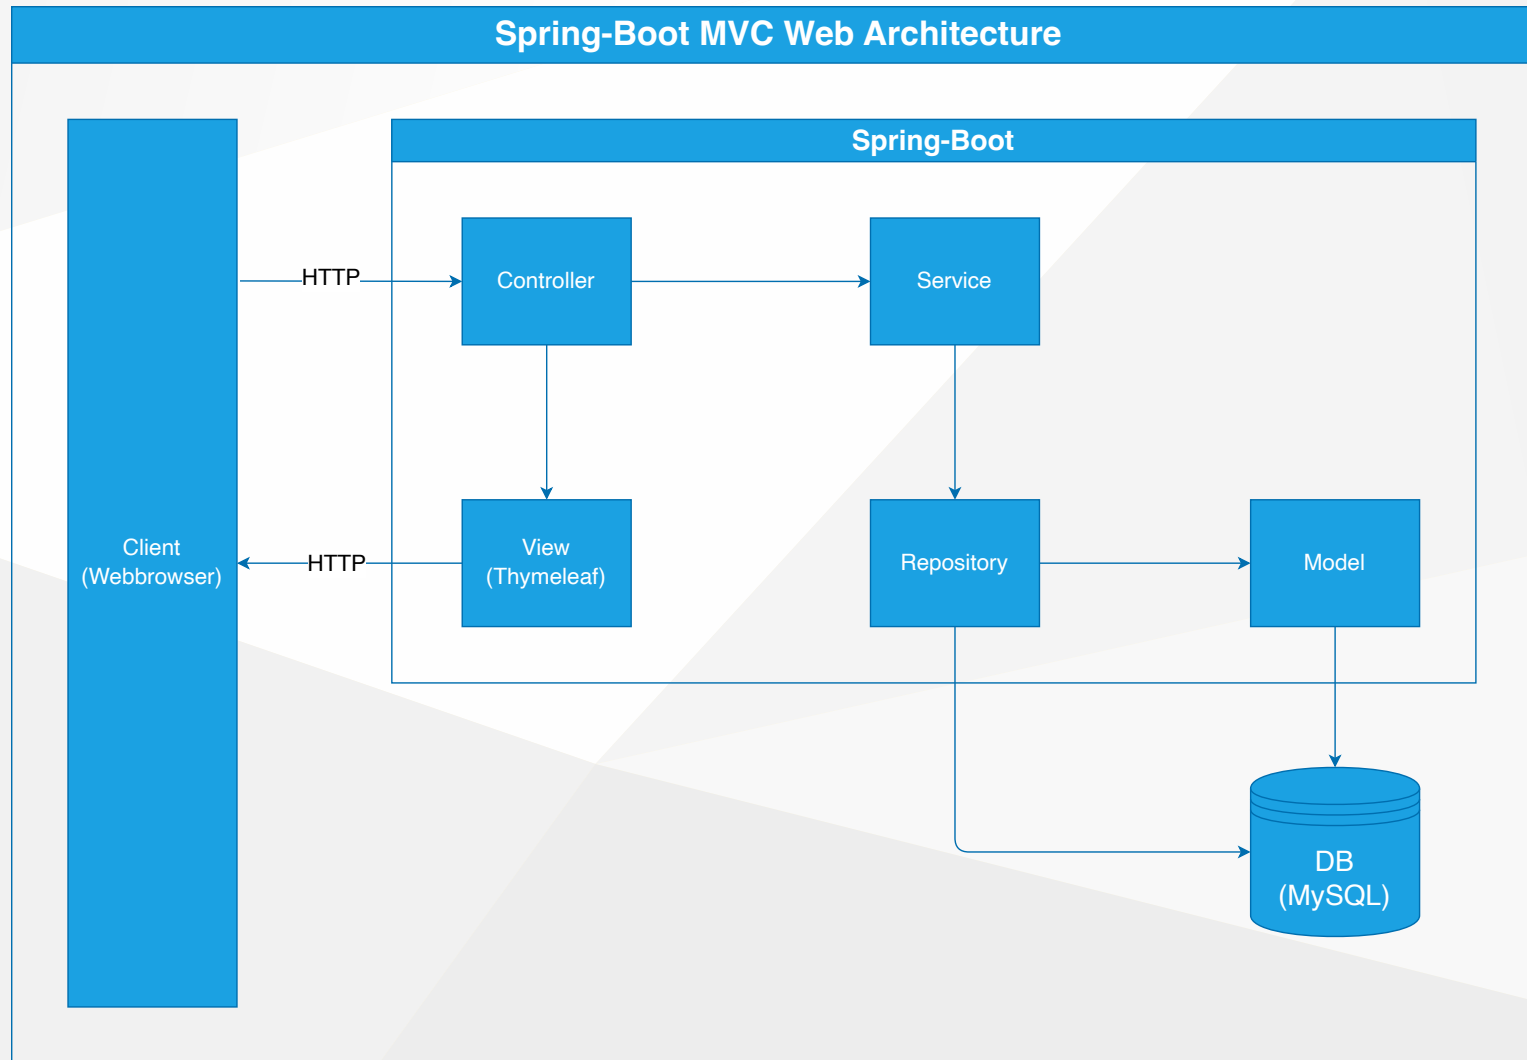 Spring-Boot MVC Web Architecture
Spring-Boot
HTTP
Controller
Service
Client
(Webbrowser)
HTTP
View
(Thymeleaf)
Repository
Model
DB
(MySQL)